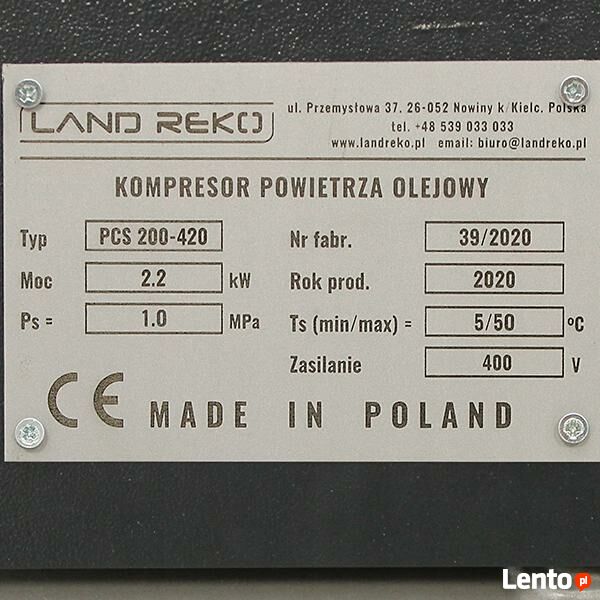 LAND REKO
ul. Przemysłowa 37. 26-052 Nowiny k/Kielc. Polska
tel. +48 539 033 033
www.landreko.pl email: biuro@landreko.pl
KOMPRESOR POWIETRZA OLEJOWY
Typ PCS 200-420 Nr fabr. 39/2020
Moc 2.2 kW Rok prod. 2020
Ps = 1.0 MPa Ts (min/max) = 5/50 ºC
Zasilanie 400 V
CE MADE IN POLAND
Lento pl